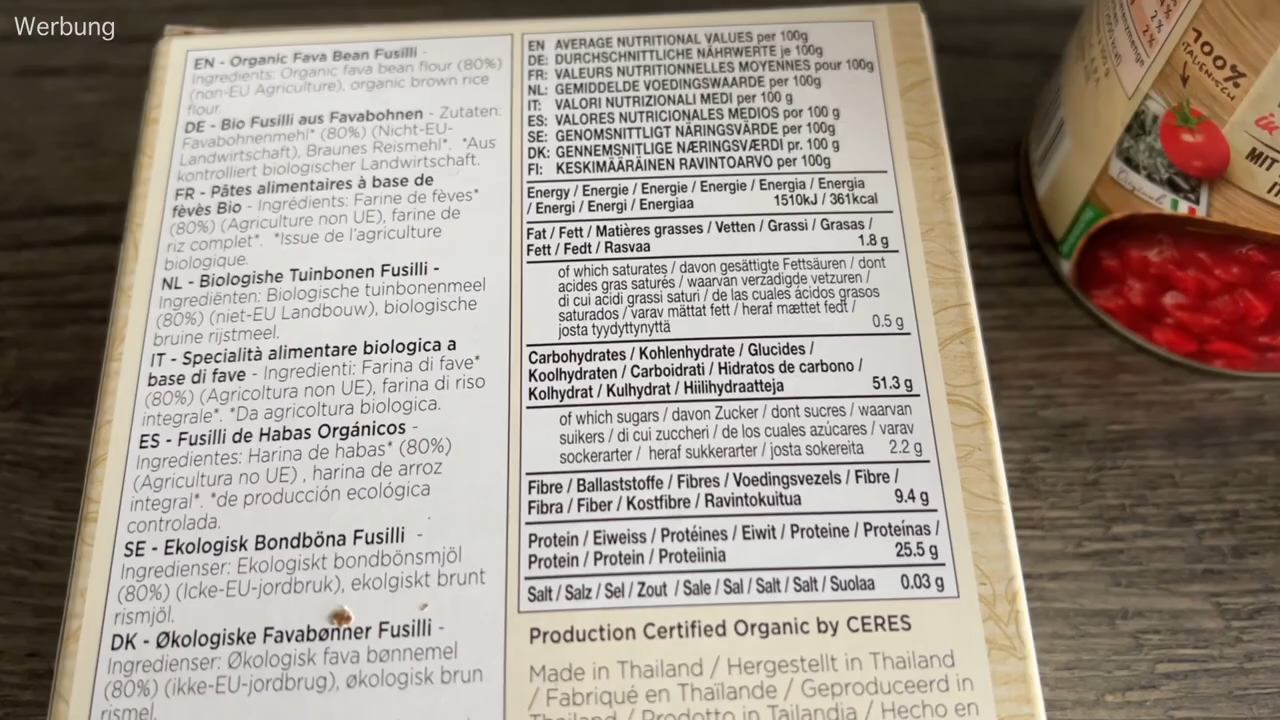 Werbung
EN - Organic Fava Bean Fusilli -
Ingredients: Organic fava bean flour (80%)
(non-EU Agriculture), organic brown rice
flour.
DE - Bio Fusilli aus Favabohnen - Zutaten:
Favabohnenmehl* (80%) (Nicht-EU-
Landwirtschaft), Braunes Reismehl*. *Aus
kontrolliert biologischer Landwirtschaft.
FR - Pâtes alimentaires à base de
fèvès Bio - Ingrédients: Farine de fèves*
(80%) (Agriculture non UE), farine de
riz complet*. *Issue de l'agriculture
biologique.
NL - Biologishe Tuinbonen Fusilli -
Ingrediënten: Biologische tuinbonenmeel
(80%) (niet-EU Landbouw), biologische
bruine rijstmeel.
IT - Specialità alimentare biologica a
base di fave - Ingredienti: Farina di fave*
(80%) (Agricoltura non UE), farina di riso
integrale*. *Da agricoltura biologica.
ES - Fusilli de Habas Orgánicos -
Ingredientes: Harina de habas* (80%)
(Agricultura no UE) , harina de arroz
integral*. *de producción ecológica
controlada.
SE - Ekologisk Bondböna Fusilli -
Ingredienser: Ekologiskt bondbönsmjöl
(80%) (Icke-EU-jordbruk), ekolgiskt brunt
rismjöl.
DK - Økologiske Favabønner Fusilli -
Ingredienser: Økologisk fava bønnemel
(80%) (ikke-EU-jordbrug), økologisk brun
rismel.
EN AVERAGE NUTRITIONAL VALUES per 100g
DE: DURCHSCHNITTLICHE NÄHRWERTE je 100g
FR: VALEURS NUTRITIONNELLES MOYENNES pour 100g
NL: GEMIDDELDE VOEDINGSWAARDE per 100g
IT: VALORI NUTRIZIONALI MEDI per 100 g
ES: VALORES NUTRICIONALES MEDIOS por 100 g
SE: GENOMSNITTLIGT NÄRINGSVÄRDE per 100g
DK: GENNEMSNITLIGE NÆRINGSVÆRDI pr. 100 g
FI: KESKIMÄÄRÄINEN RAVINTOARVO per 100g
Energy / Energie / Energie / Energie / Energia / Energia
/ Energi / Energi / Energiaa 1510kJ / 361kcal
Fat / Fett / Matières grasses / Vetten / Grassi / Grasas /
Fett / Fedt / Rasvaa 1.8 g
of which saturates / davon gesättigte Fettsäuren / dont
acides gras saturés / waarvan verzadigde vetzuren /
di cui acidi grassi saturi / de las cuales ácidos grasos
saturados / varav mättat fett / heraf mættet fedt /
josta tyydyttynyttä 0.5 g
Carbohydrates / Kohlenhydrate / Glucides /
Koolhydraten / Carboidrati / Hidratos de carbono /
Kolhydrat / Kulhydrat / Hiilihydraatteja 51.3 g
of which sugars / davon Zucker / dont sucres / waarvan
suikers / di cui zuccheri / de los cuales azúcares / varav
sockerarter / heraf sukkerarter / josta sokereita 2.2 g
Fibre / Ballaststoffe / Fibres / Voedingsvezels / Fibre /
Fibra / Fiber / Kostfibre / Ravintokuitua 9.4 g
Protein / Eiweiss / Protéines / Eiwit / Proteine / Proteínas /
Protein / Protein / Proteiinia 25.5 g
Salt / Salz / Sel / Zout / Sale / Sal / Salt / Salt / Suolaa 0.03 g
Production Certified Organic by CERES
Made in Thailand / Hergestellt in Thailand
/ Fabriqué en Thaïlande / Geproduceerd in
Thailand / Prodotto in Tailandia / Hecho en
100%
ITALIENISCH
MIT
2%
2%